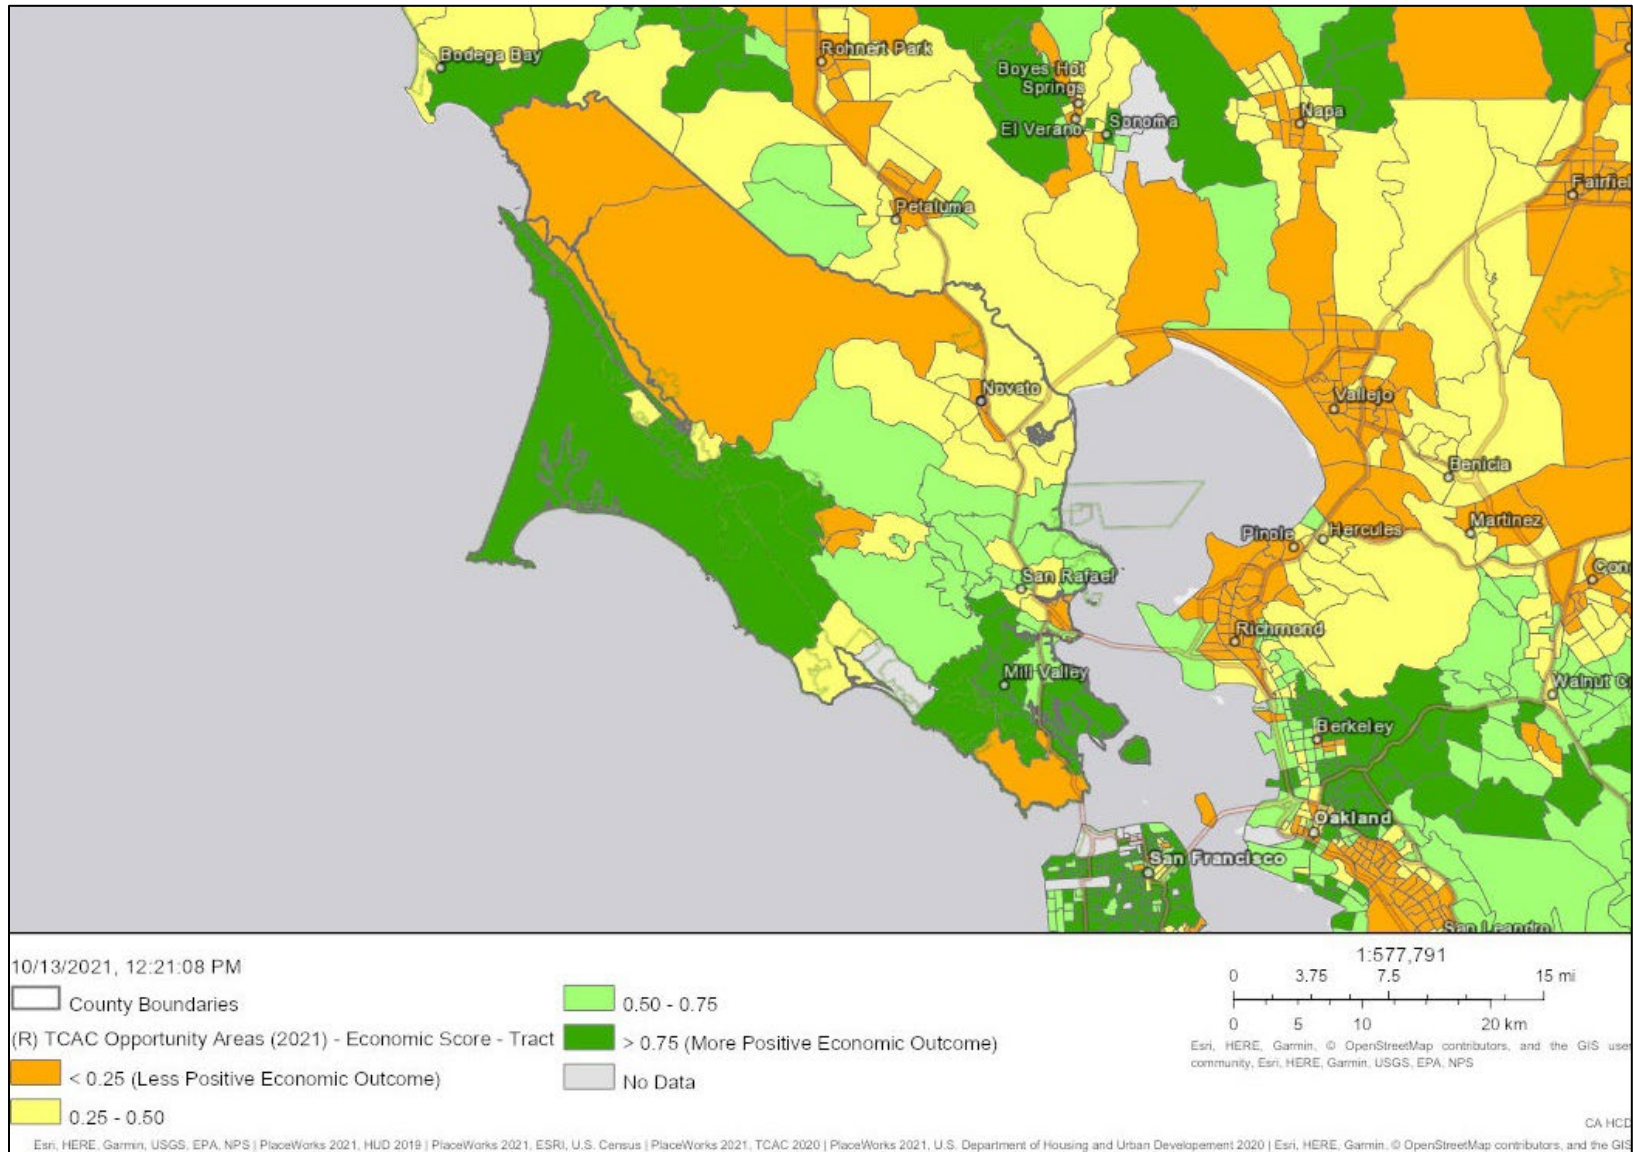 Bodega Bay
Rohnert Park
Boyes Hot
Springs
El Verano
Sonoma
Napa
Petaluma
Novato
Vallejo
Benicia
Pinole
Hercules
Martinez
San Rafael
Richmond
Mill Valley
Walnut C
Berkeley
Oakland
San Francisco
San Leandro
10/13/2021, 12:21:08 PM
County Boundaries
(R) TCAC Opportunity Areas (2021) - Economic Score - Tract
< 0.25 (Less Positive Economic Outcome)
0.25 - 0.50
0.50 - 0.75
> 0.75 (More Positive Economic Outcome)
No Data
1:577,791
0 3.75 7.5 15 mi
0 5 10 20 km
Esri, HERE, Garmin, © OpenStreetMap contributors, and the GIS user
community, Esri, HERE, Garmin, USGS, EPA, NPS
CA HCD
Esri, HERE, Garmin, USGS, EPA, NPS | PlaceWorks 2021, HUD 2019 | PlaceWorks 2021, ESRI, U.S. Census | PlaceWorks 2021, TCAC 2020 | PlaceWorks 2021, U.S. Department of Housing and Urban Developement 2020 | Esri, HERE, Garmin, © OpenStreetMap contributors, and the GIS